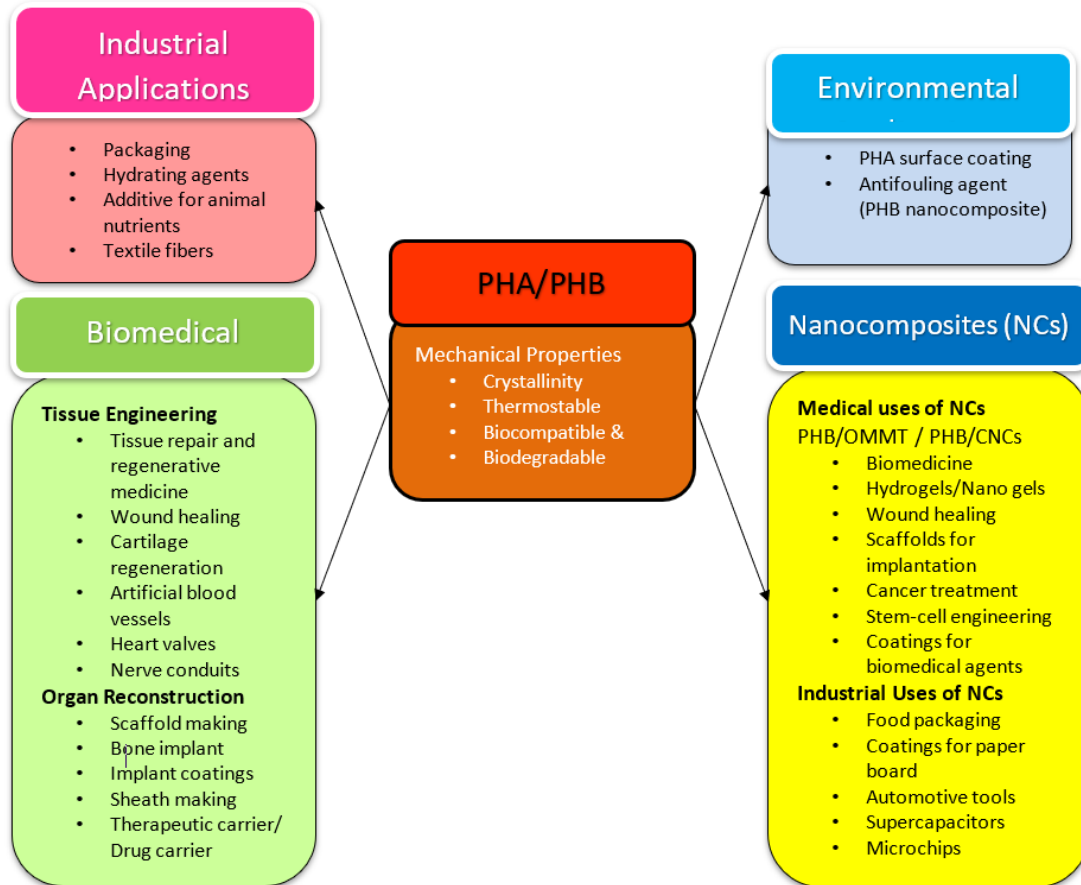 Industrial
Applications
• Packaging
• Hydrating agents
• Additive for animal
nutrients
• Textile fibers
Biomedical
Tissue Engineering
• Tissue repair and
regenerative
medicine
• Wound healing
• Cartilage
regeneration
• Artificial blood
vessels
• Heart valves
• Nerve conduits
Organ Reconstruction
• Scaffold making
• Bone implant
• Implant coatings
• Sheath making
• Therapeutic carrier/
Drug carrier
PHA/PHB
Mechanical Properties
• Crystallinity
• Thermostable
• Biocompatible &
• Biodegradable
Environmental
• PHA surface coating
• Antifouling agent
(PHB nanocomposite)
Nanocomposites (NCs)
Medical uses of NCs
PHB/OMMT / PHB/CNCs
• Biomedicine
• Hydrogels/Nano gels
• Wound healing
• Scaffolds for
implantation
• Cancer treatment
• Stem-cell engineering
• Coatings for
biomedical agents
Industrial Uses of NCs
• Food packaging
• Coatings for paper
board
• Automotive tools
• Supercapacitors
• Microchips